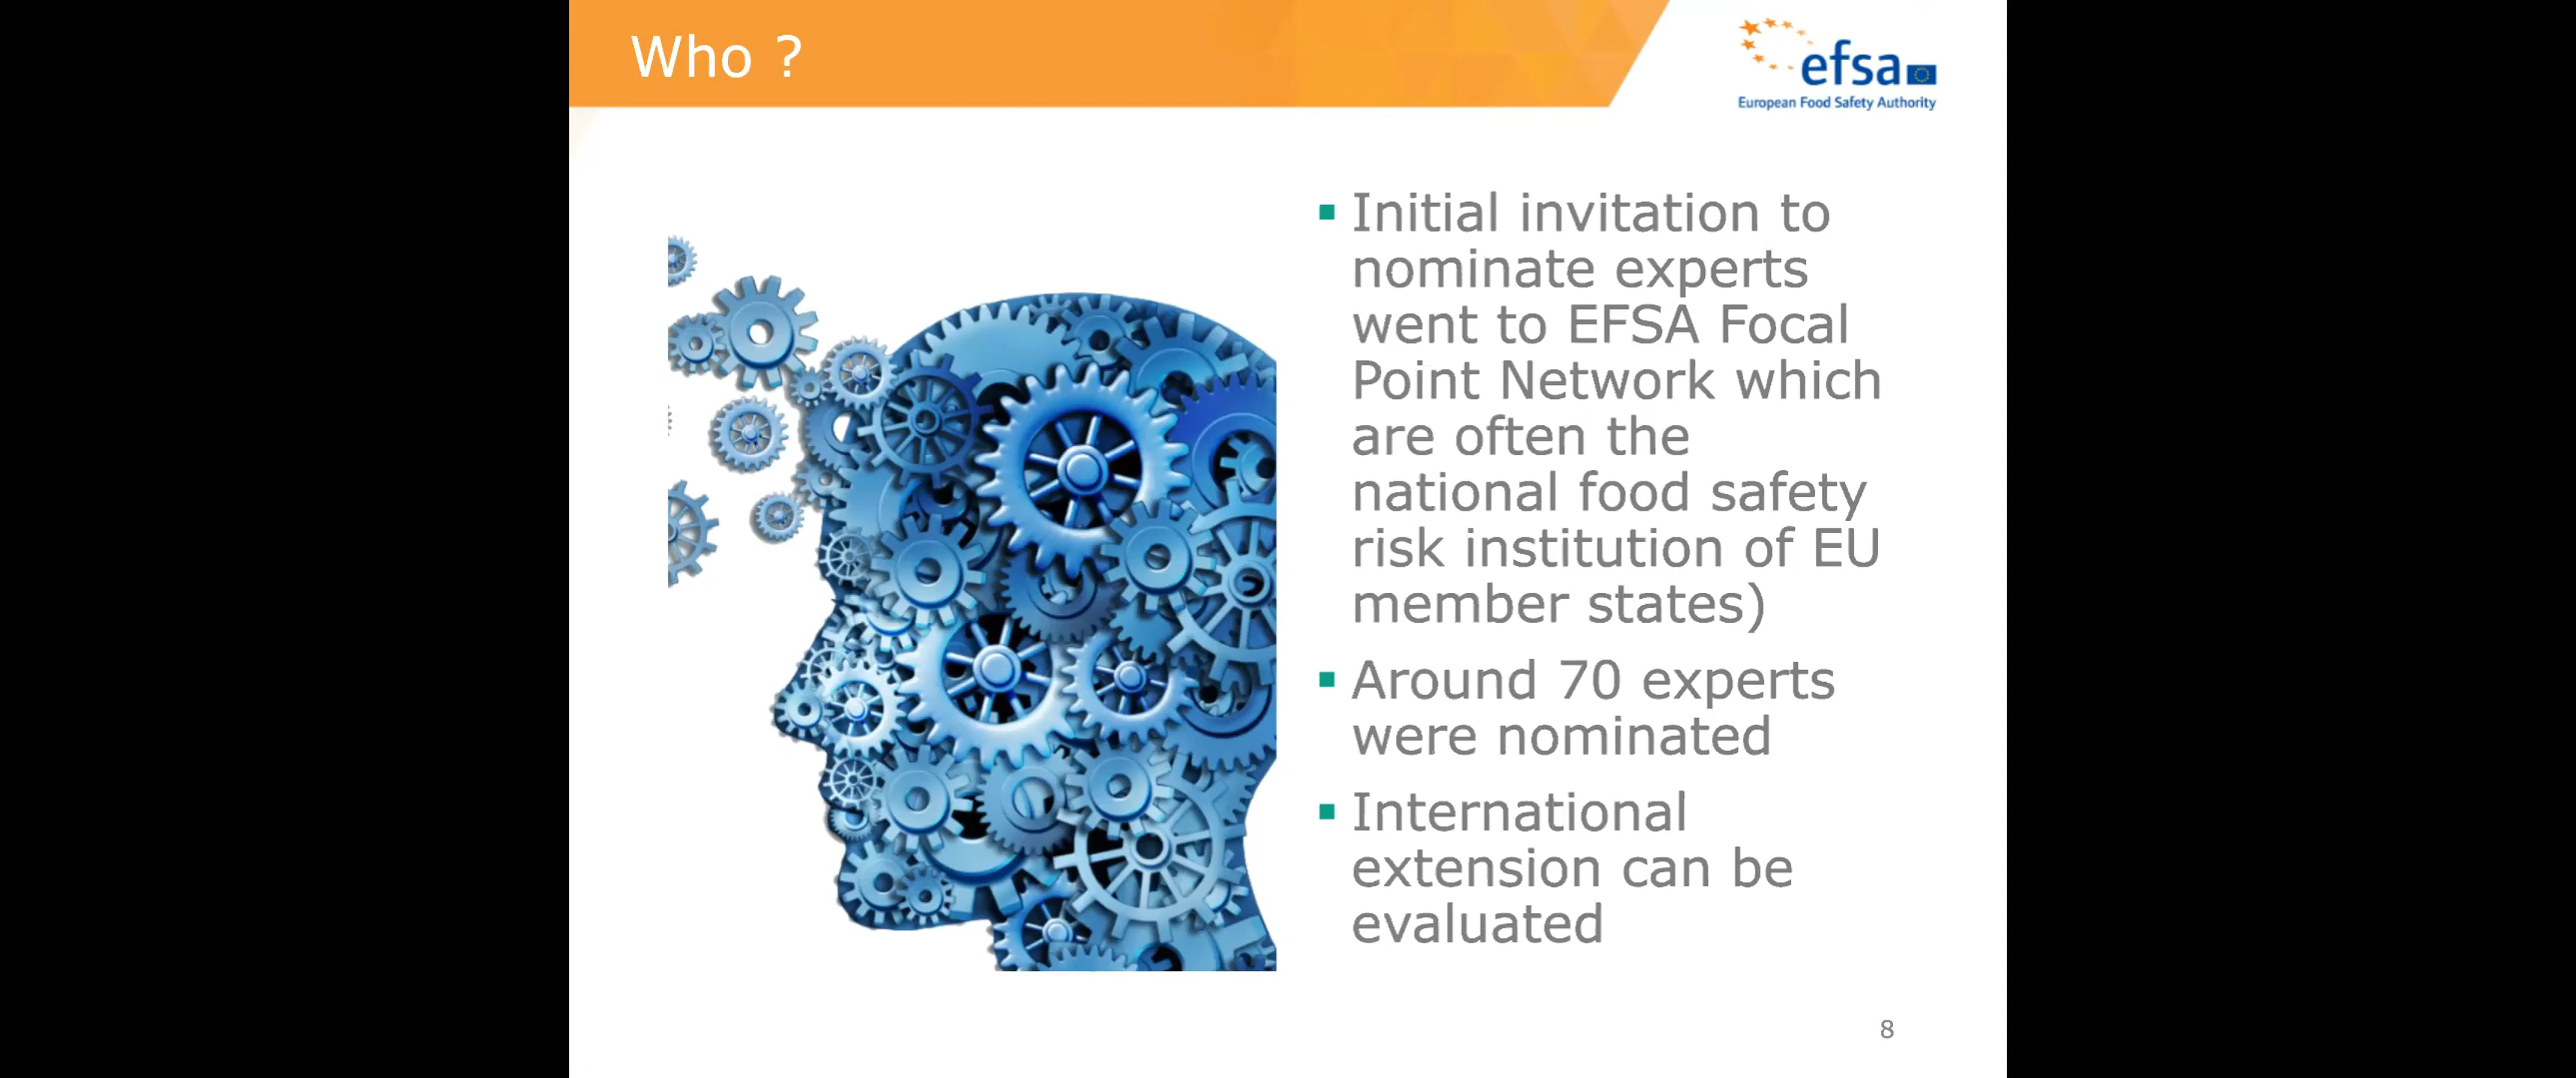 Who ?
efsa
European Food Safety Authority
Initial invitation to
nominate experts
went to EFSA Focal
Point Network which
are often the
national food safety
risk institution of EU
member states)
Around 70 experts
were nominated
International
extension can be
evaluated
8